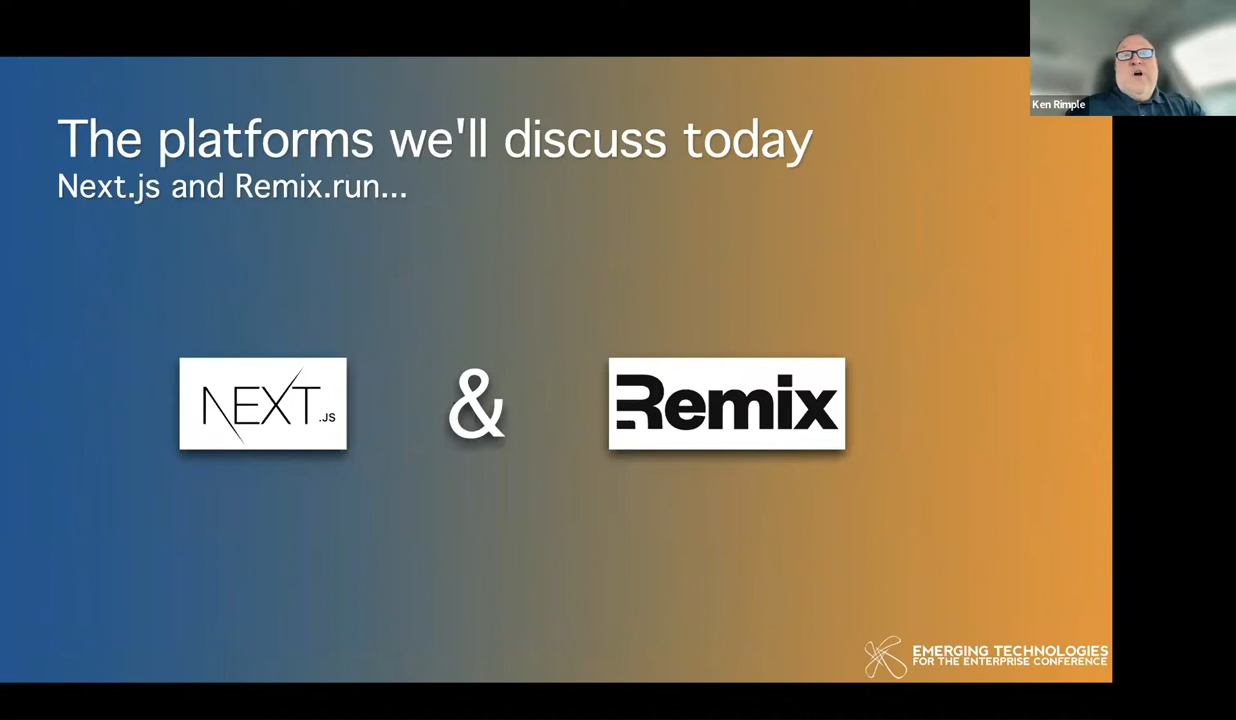 The platforms we'll discuss today
Next.js and Remix.run...
NEXT.JS
&
Remix
Ken Rimple
EMERGING TECHNOLOGIES
FOR THE ENTERPRISE CONFERENCE